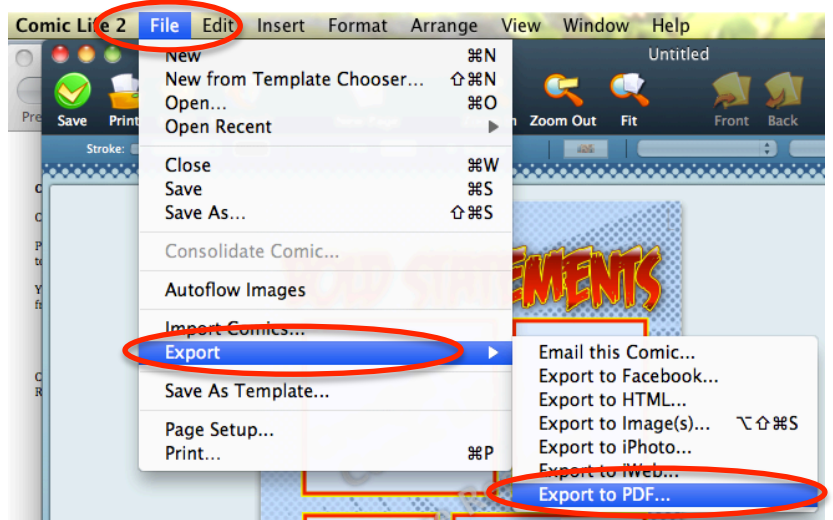 Comic Life 2 File Edit Insert Format Arrange View Window Help
Untitled
New ⌘N
New from Template Chooser... ⇧⌘N
Open... ⌘O
Open Recent ▶
Save Print Zoom Out Fit Front Back
Stroke:
Close ⌘W
Save ⌘S
Save As... ⇧⌘S
Consolidate Comic...
Autoflow Images
Import Comics...
Export ▶
Save As Template...
Page Setup...
Print... ⌘P
Email this Comic...
Export to Facebook...
Export to HTML...
Export to Image(s)... ⌥⇧⌘S
Export to iPhoto...
Export to iWeb...
Export to PDF...